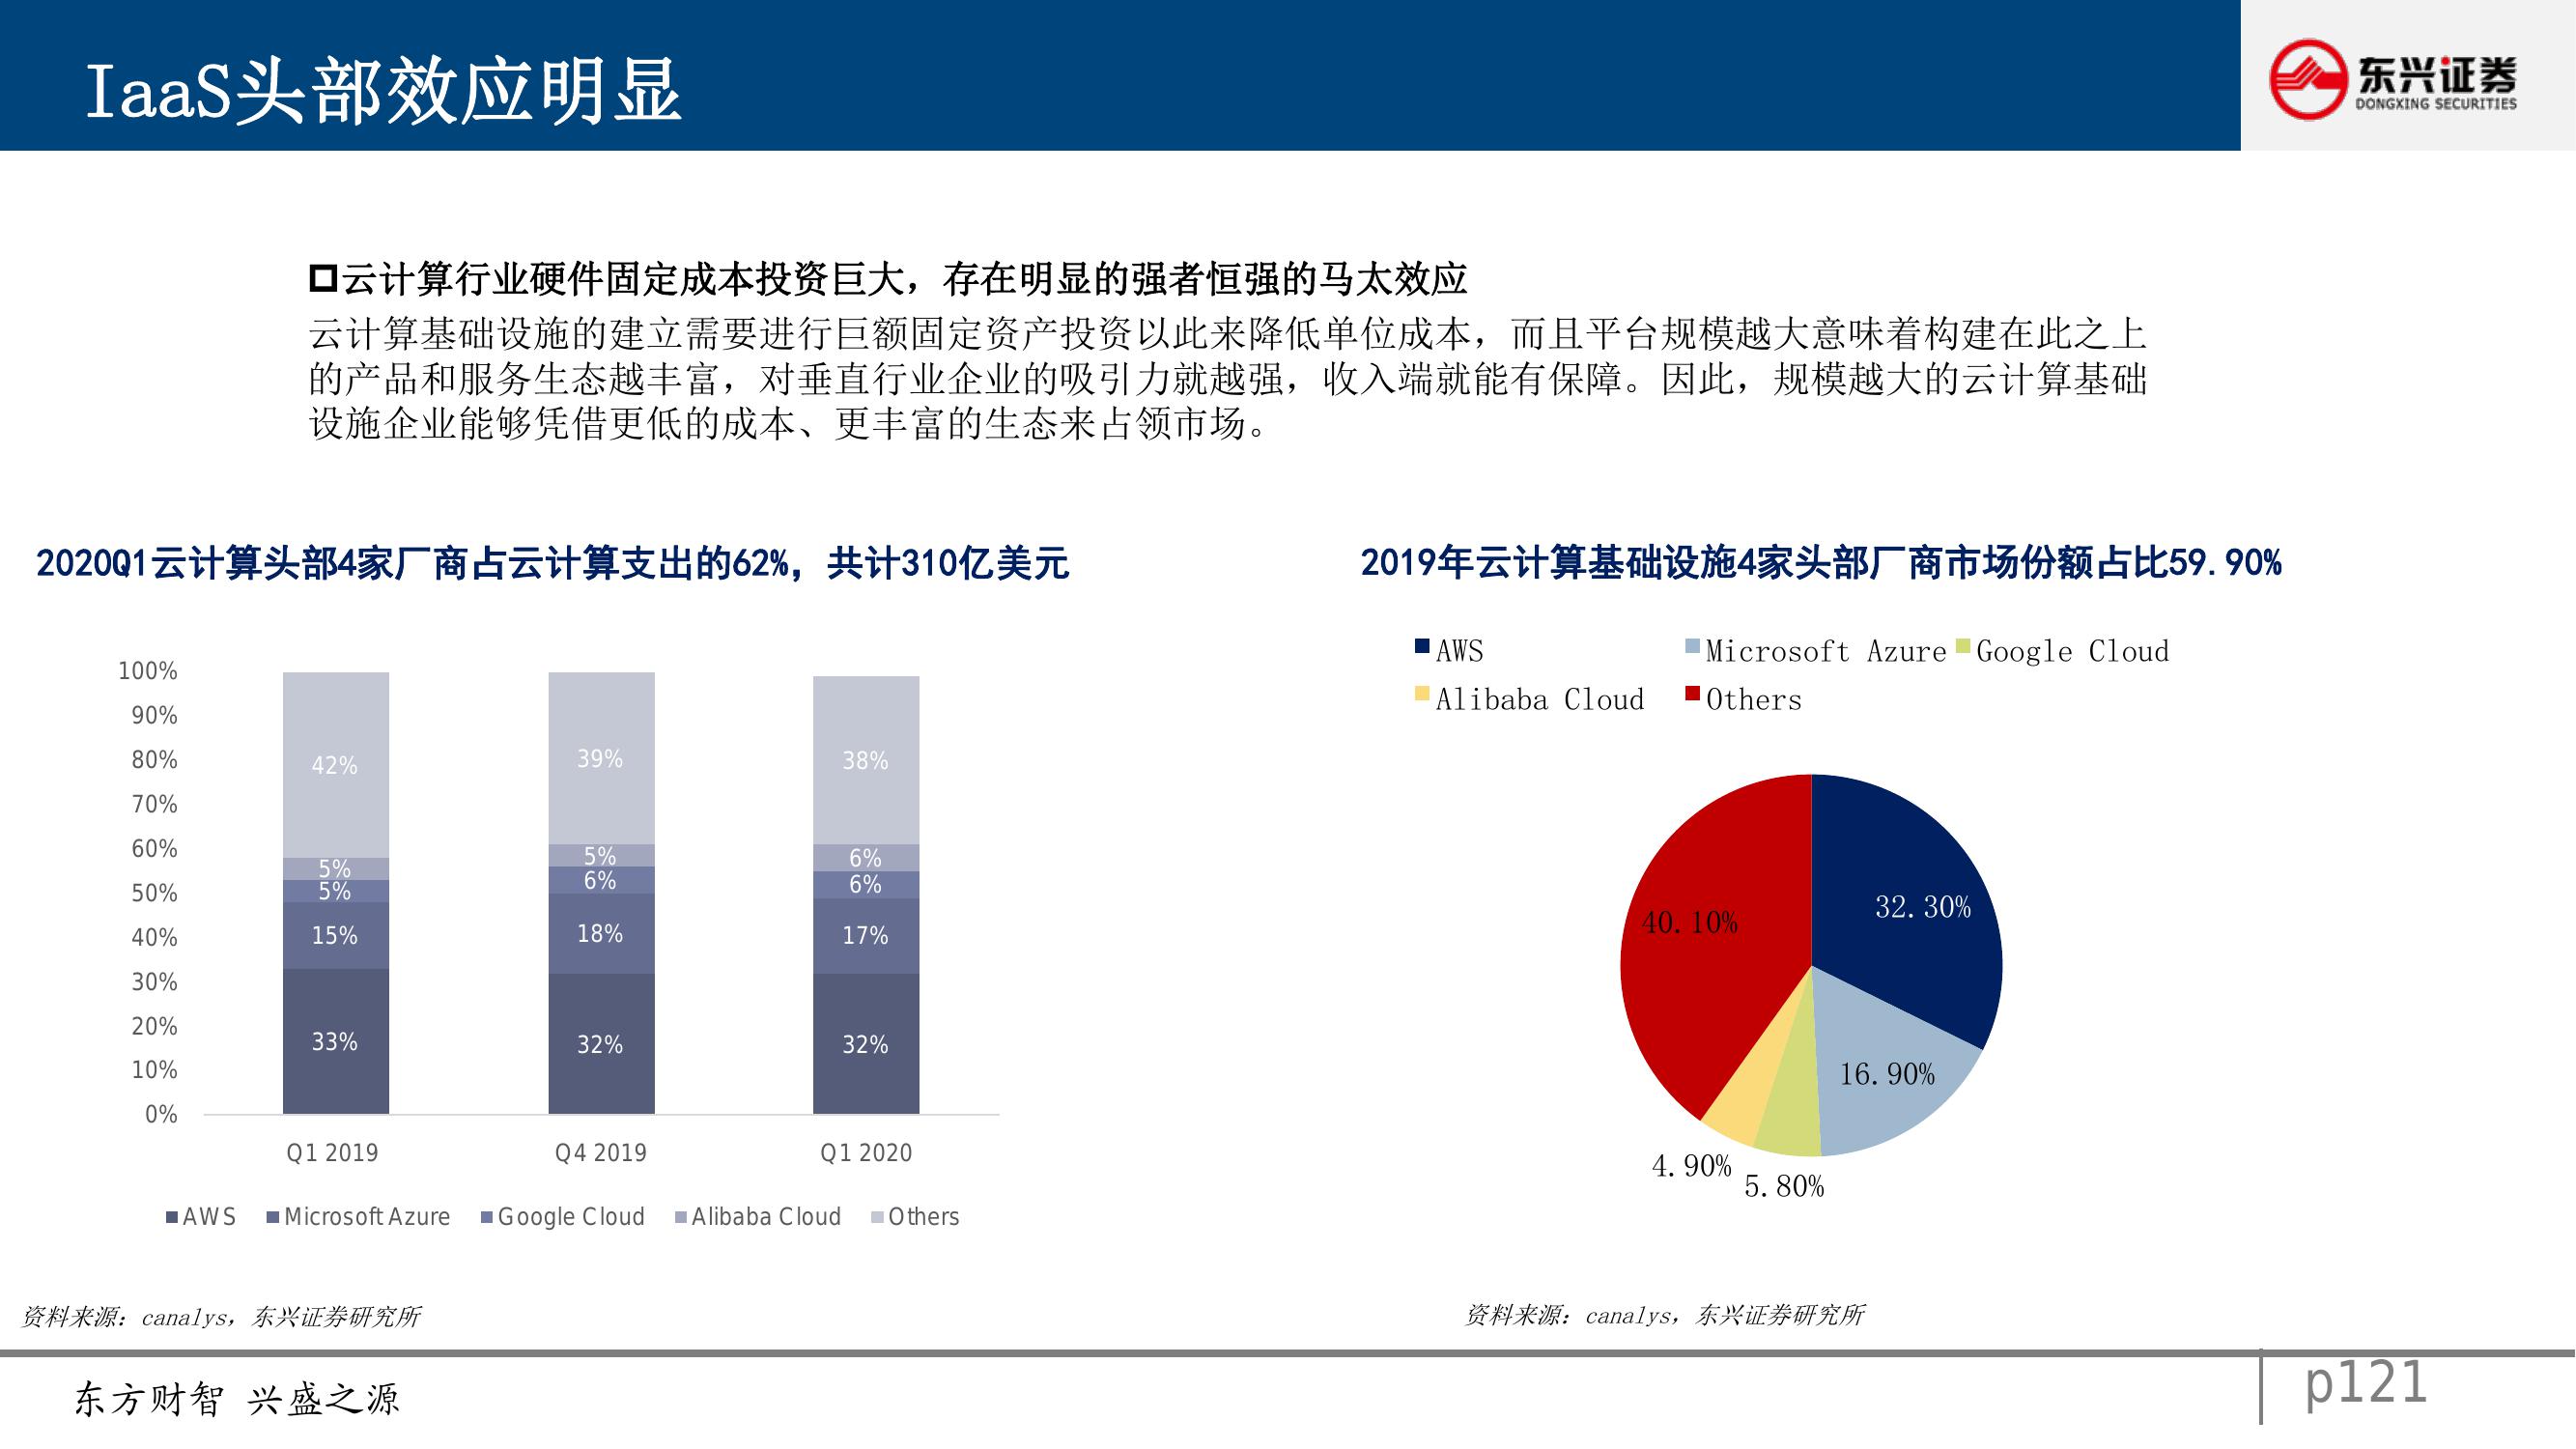 IaaS头部效应明显
东兴证券
DONGXING SECURITIES
云计算行业硬件固定成本投资巨大，存在明显的强者恒强的马太效应
云计算基础设施的建立需要进行巨额固定资产投资以此来降低单位成本，而且平台规模越大意味着构建在此之上
的产品和服务生态越丰富，对垂直行业企业的吸引力就越强，收入端就能有保障。因此，规模越大的云计算基础
设施企业能够凭借更低的成本、更丰富的生态来占领市场。
2020Q1云计算头部4家厂商占云计算支出的62%，共计310亿美元
100%
90%
80%
70%
60%
50%
40%
30%
20%
10%
0%
42%
5%
5%
15%
33%
39%
5%
6%
18%
32%
38%
6%
6%
17%
32%
Q1 2019 Q4 2019 Q1 2020
AWS Microsoft Azure Google Cloud Alibaba Cloud Others
资料来源：canalys，东兴证券研究所
2019年云计算基础设施4家头部厂商市场份额占比59.90%
AWS Microsoft Azure Google Cloud
Alibaba Cloud Others
40.10%
32.30%
16.90%
4.90%
5.80%
资料来源：canalys，东兴证券研究所
东方财智 兴盛之源
p121